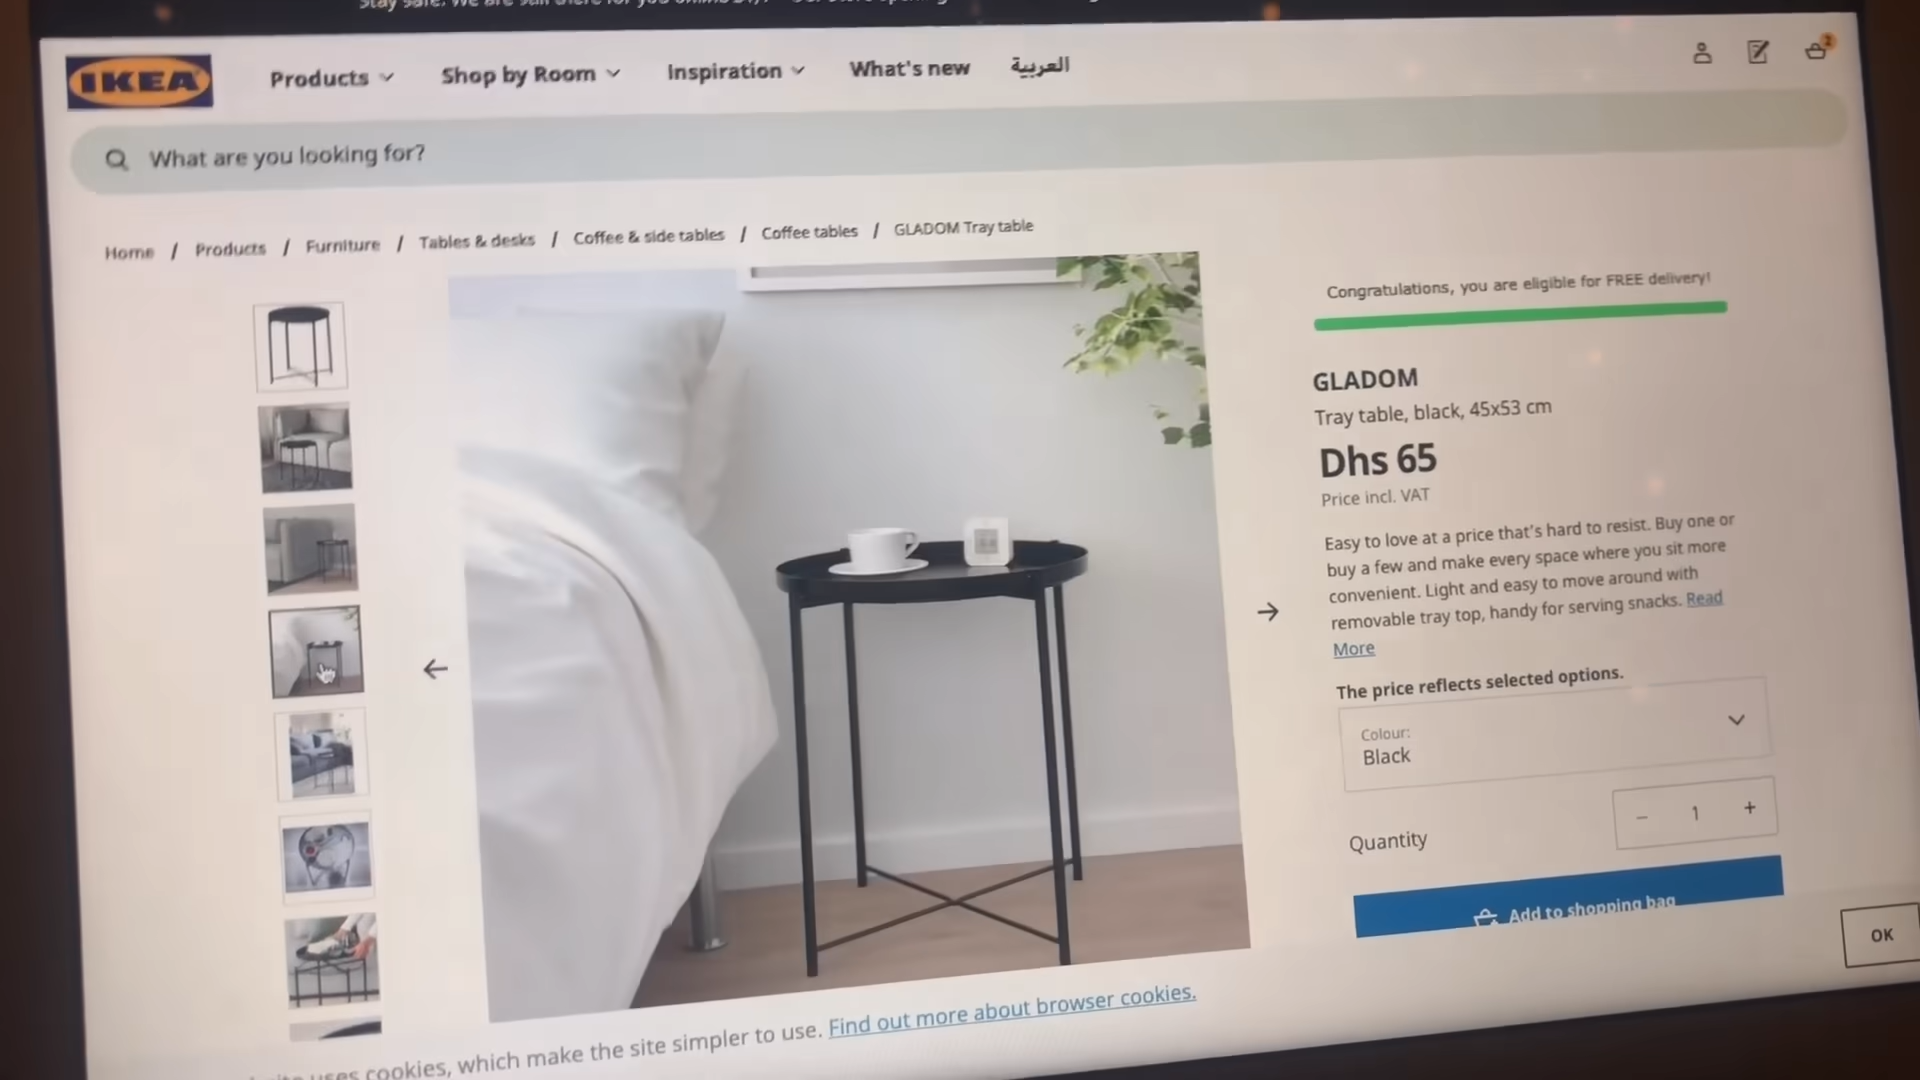 IKEA
Products
Shop by Room
Inspiration
What's new
العربية
2
What are you looking for?
Home / Products / Furniture / Tables & desks / Coffee & side tables / Coffee tables / GLADOM Tray table
Congratulations, you are eligible for FREE delivery!
GLADOM
Tray table, black, 45x53 cm
Dhs 65
Price incl. VAT
Easy to love at a price that's hard to resist. Buy one or
buy a few and make every space where you sit more
convenient. Light and easy to move around with
removable tray top, handy for serving snacks. Read
More
The price reflects selected options.
Colour:
Black
Quantity
− 1 +
Add to shopping bag
OK
uses cookies, which make the site simpler to use. Find out more about browser cookies.